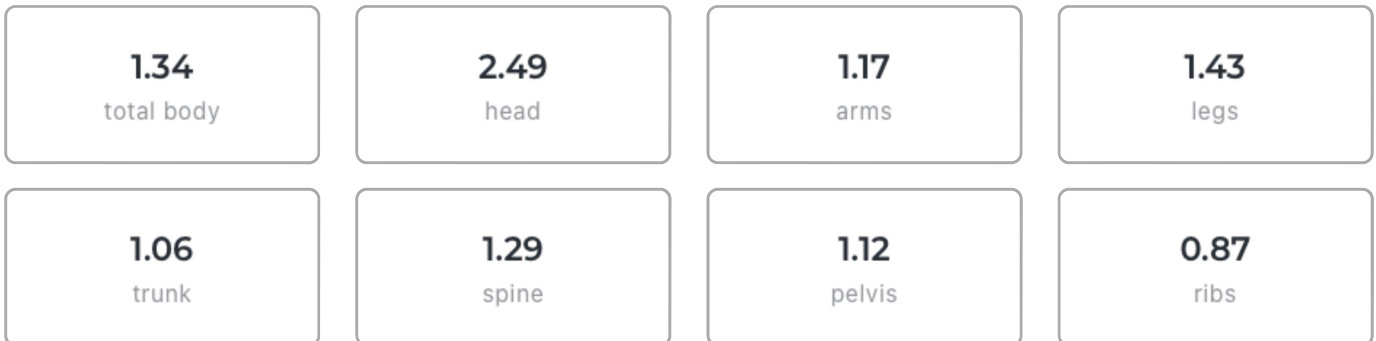 1.34 2.49 1.17 1.43
total body head arms legs
1.06 1.29 1.12 0.87
trunk spine pelvis ribs